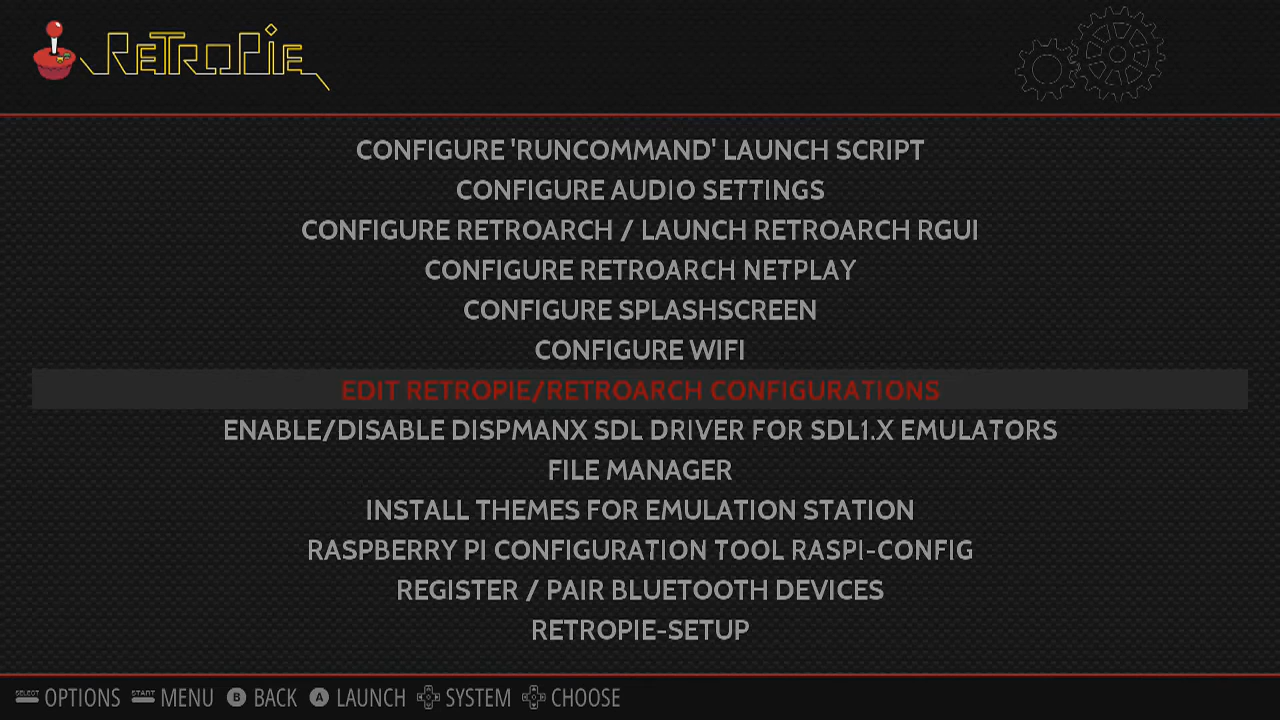 RETROPIE
CONFIGURE 'RUNCOMMAND' LAUNCH SCRIPT
CONFIGURE AUDIO SETTINGS
CONFIGURE RETROARCH / LAUNCH RETROARCH RGUI
CONFIGURE RETROARCH NETPLAY
CONFIGURE SPLASHSCREEN
CONFIGURE WIFI
EDIT RETROPIE/RETROARCH CONFIGURATIONS
ENABLE/DISABLE DISPMANX SDL DRIVER FOR SDL1.X EMULATORS
FILE MANAGER
INSTALL THEMES FOR EMULATION STATION
RASPBERRY PI CONFIGURATION TOOL RASPI-CONFIG
REGISTER / PAIR BLUETOOTH DEVICES
RETROPIE-SETUP
SELECT OPTIONS START MENU B BACK A LAUNCH SYSTEM CHOOSE